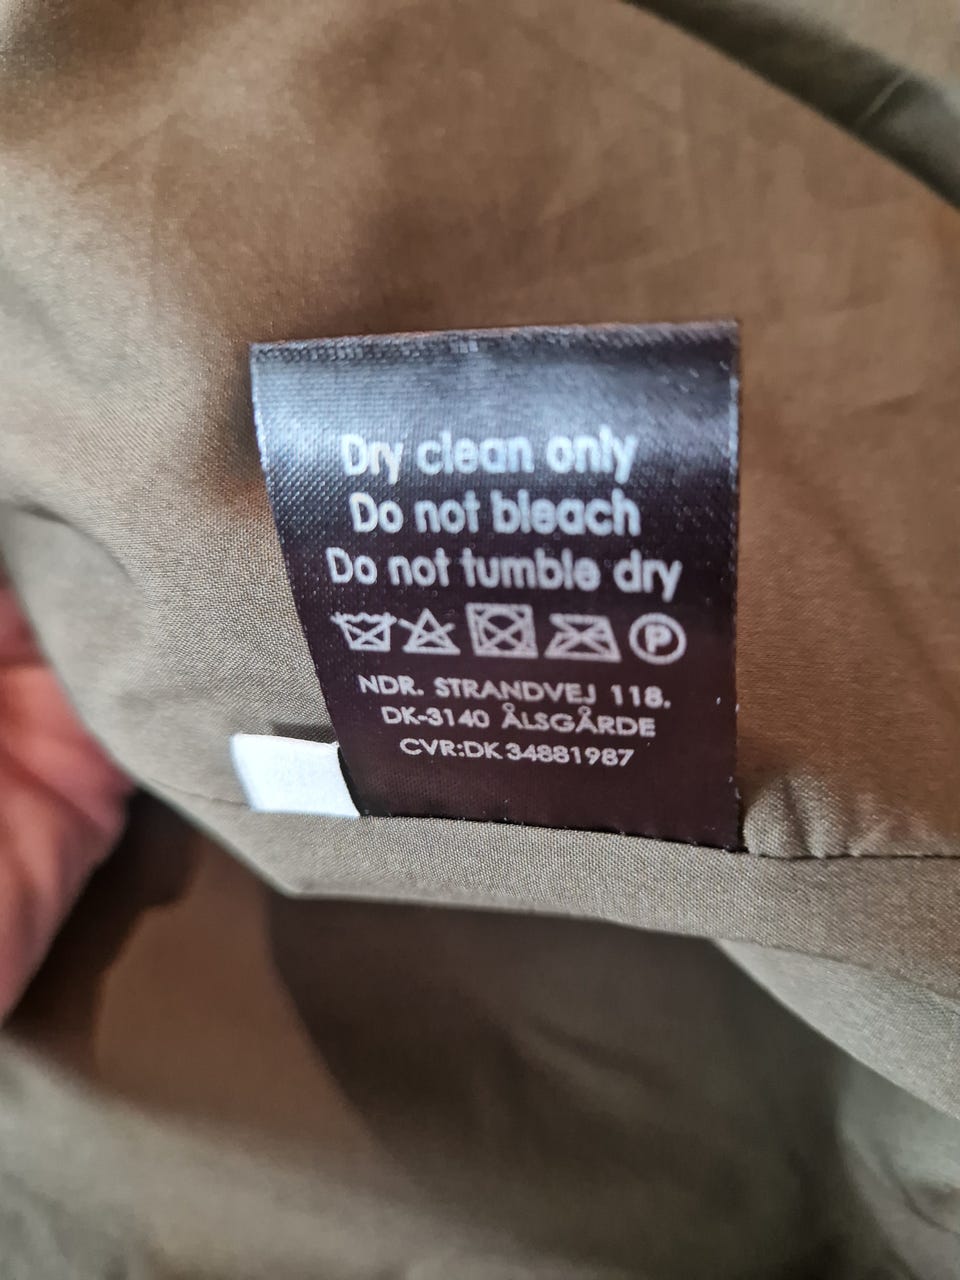 Dry clean only
Do not bleach
Do not tumble dry
P
NDR. STRANDVEJ 118.
DK-3140 ÅLSGÅRDE
CVR:DK 34881987